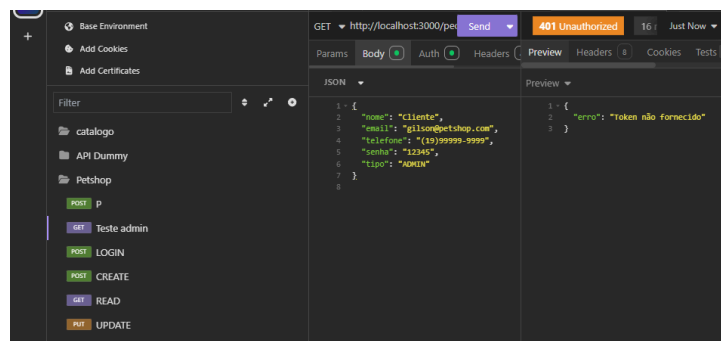 Base Environment
Add Cookies
Add Certificates
Filter
catalogo
API Dummy
Petshop
POST P
GET Teste admin
POST LOGIN
POST CREATE
GET READ
PUT UPDATE
GET http://localhost:3000/pec Send
Params Body Auth Headers
JSON
1 {
2 "nome": "Cliente",
3 "email": "gilson@petshop.com",
4 "telefone": "(19)99999-9999",
5 "senha": "12345",
6 "tipo": "ADMIN"
7 }
8
401 Unauthorized 16 Just Now
Preview Headers 8 Cookies Tests
Preview
1 {
2 "erro": "Token não fornecido"
3 }